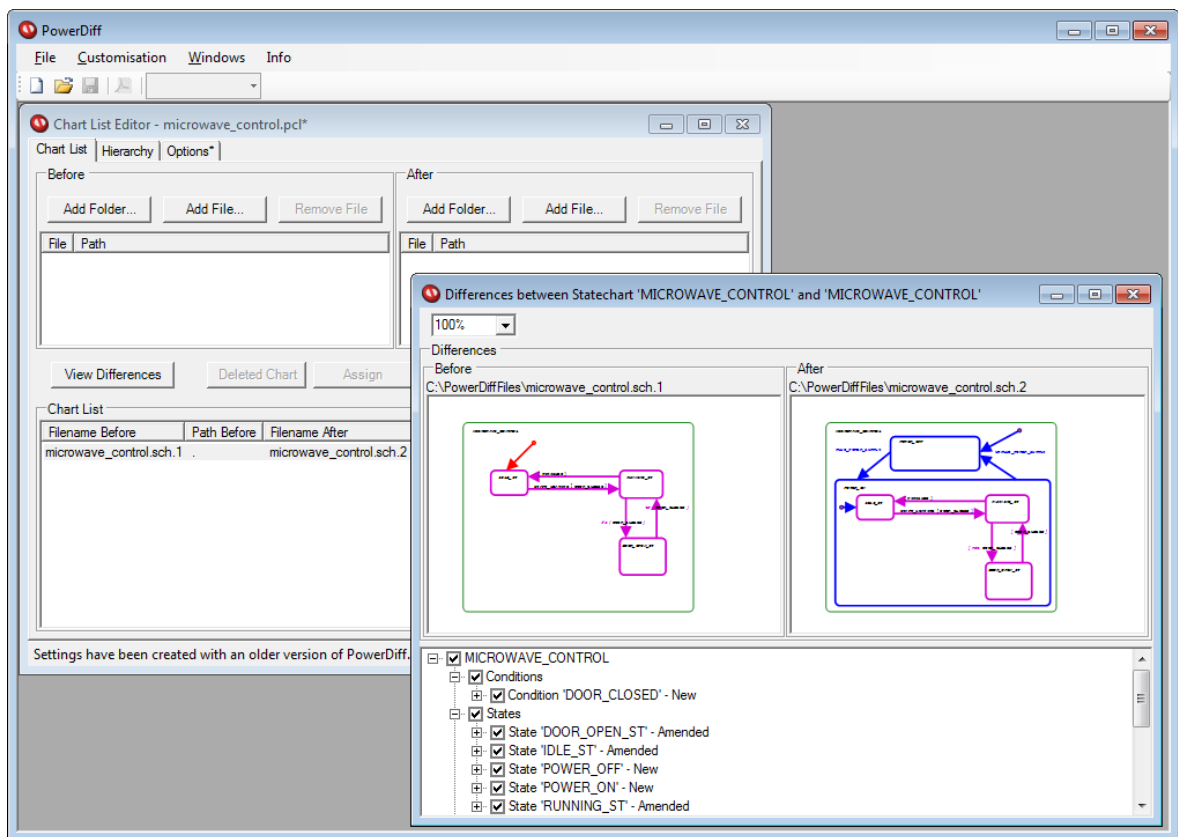 PowerDiff
File Customisation Windows Info
Chart List Editor - microwave_control.pcl*
Chart List Hierarchy Options*
Before
Add Folder... Add File... Remove File
File Path
After
Add Folder... Add File... Remove File
File Path
View Differences Deleted Chart Assign
Chart List
Filename Before Path Before Filename After
microwave_control.sch.1 . microwave_control.sch.2
Settings have been created with an older version of PowerDiff.
Differences between Statechart 'MICROWAVE_CONTROL' and 'MICROWAVE_CONTROL'
100%
Differences
Before
C:\PowerDiffFiles\microwave_control.sch.1
After
C:\PowerDiffFiles\microwave_control.sch.2
MICROWAVE_CONTROL
Conditions
Condition 'DOOR_CLOSED' - New
States
State 'DOOR_OPEN_ST' - Amended
State 'IDLE_ST' - Amended
State 'POWER_OFF' - New
State 'POWER_ON' - New
State 'RUNNING_ST' - Amended